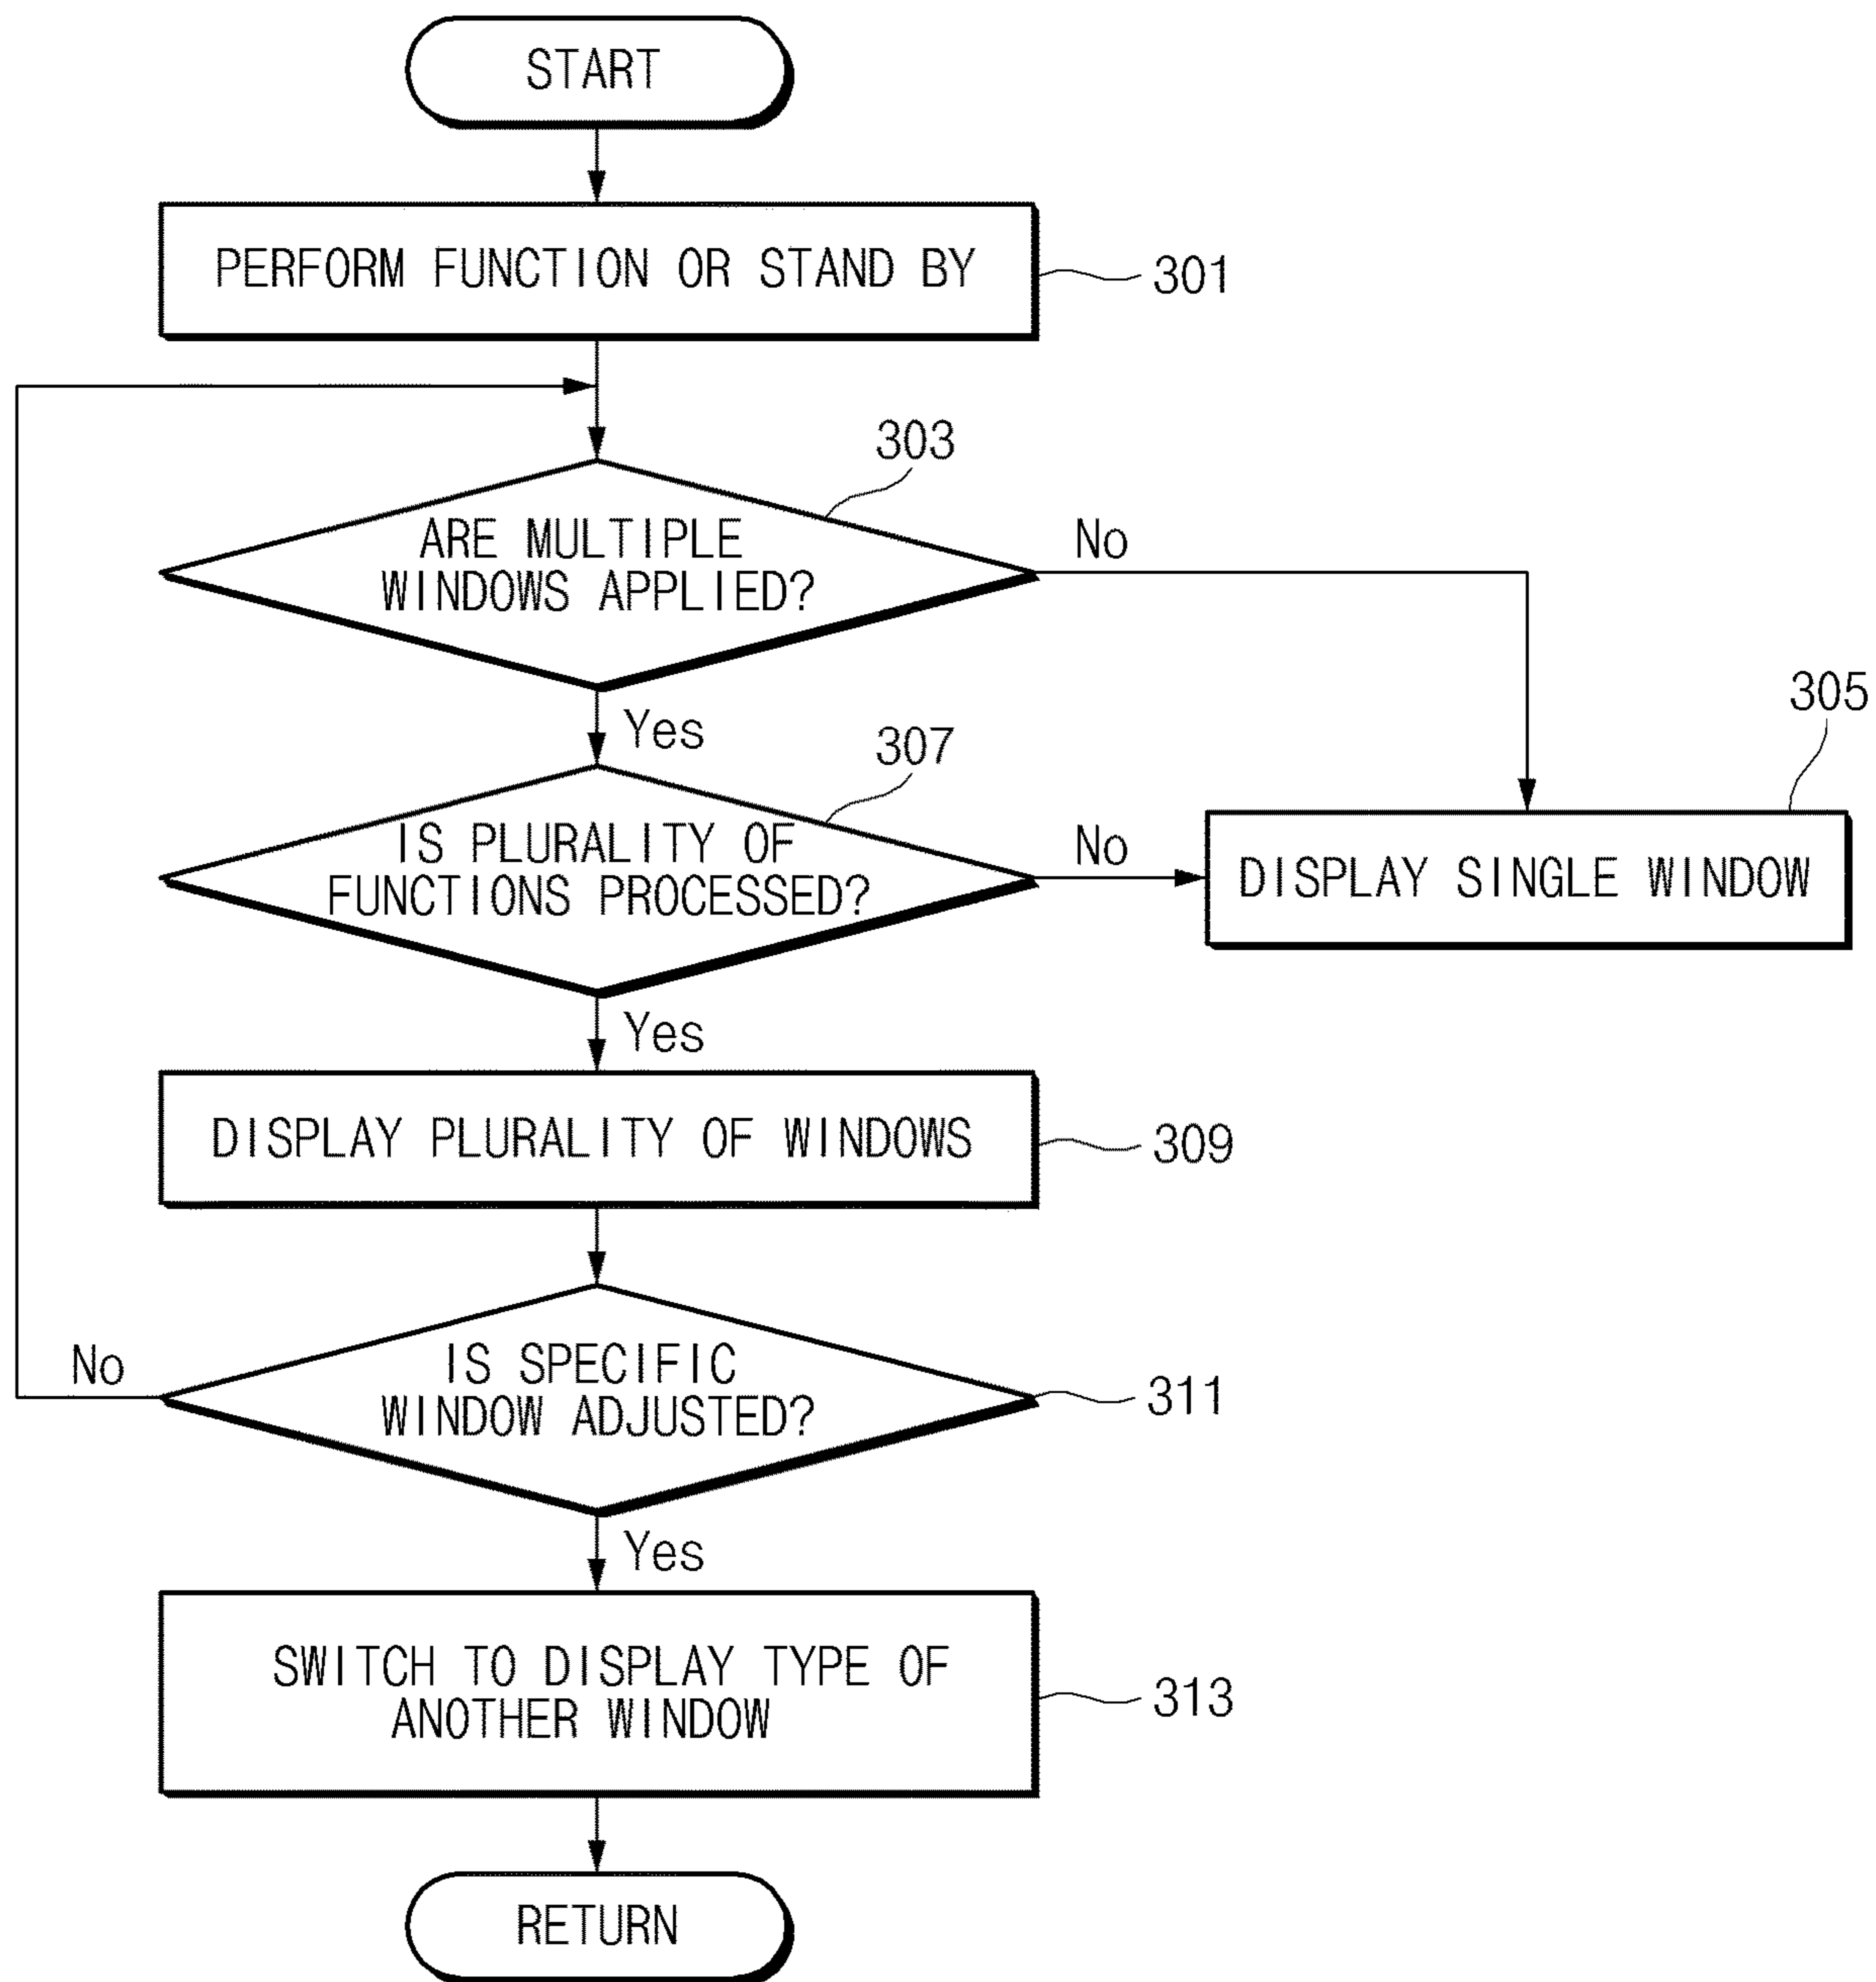 START
PERFORM FUNCTION OR STAND BY
301
303
ARE MULTIPLE
WINDOWS APPLIED?
No
Yes
305
307
IS PLURALITY OF
FUNCTIONS PROCESSED?
No
DISPLAY SINGLE WINDOW
Yes
DISPLAY PLURALITY OF WINDOWS
309
No
IS SPECIFIC
WINDOW ADJUSTED?
311
Yes
SWITCH TO DISPLAY TYPE OF
ANOTHER WINDOW
313
RETURN